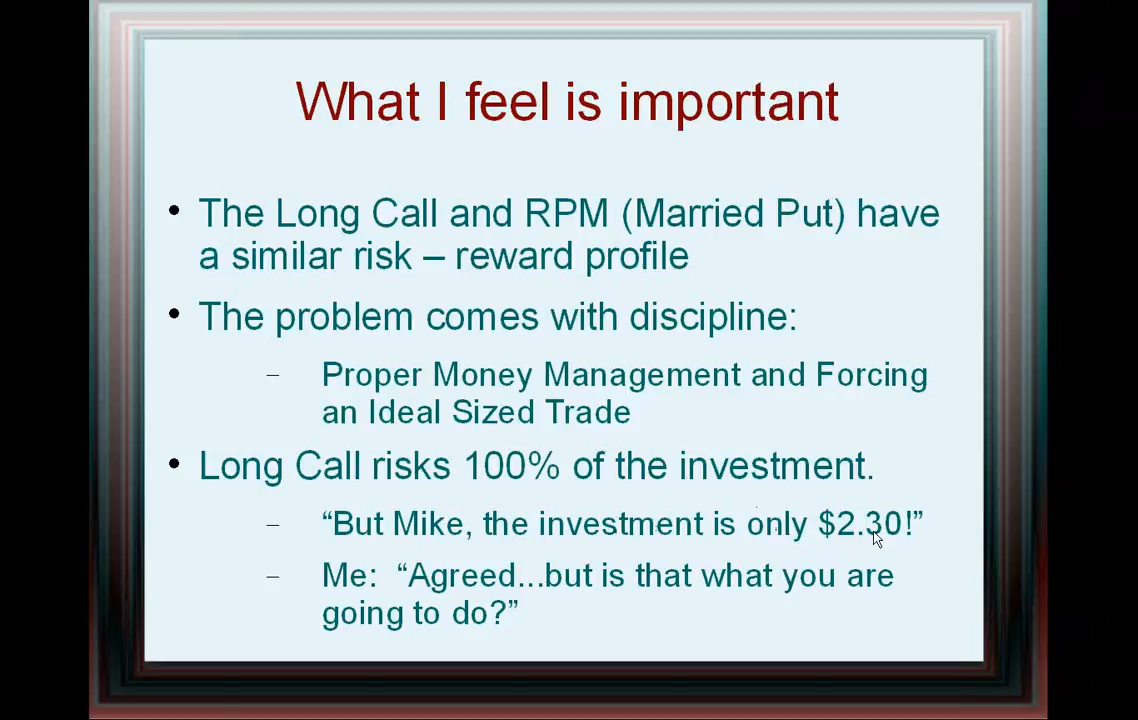 What I feel is important
• The Long Call and RPM (Married Put) have
a similar risk – reward profile
• The problem comes with discipline:
– Proper Money Management and Forcing
an Ideal Sized Trade
• Long Call risks 100% of the investment.
– “But Mike, the investment is only $2.30!”
– Me: “Agreed...but is that what you are
going to do?”